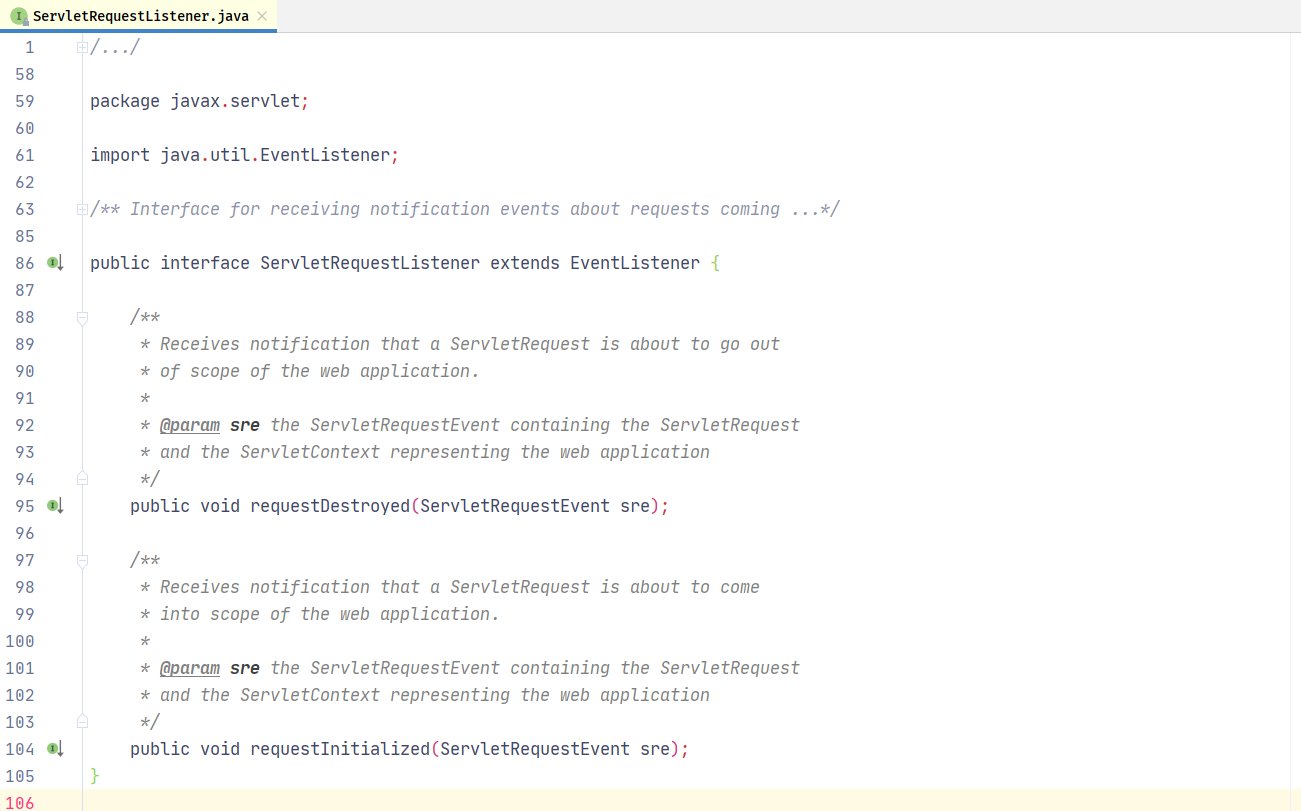 ServletRequestListener.java
1 /.../
58
59 package javax.servlet;
60
61 import java.util.EventListener;
62
63 /** Interface for receiving notification events about requests coming ...*/
85
86 public interface ServletRequestListener extends EventListener {
87
88 /**
89 * Receives notification that a ServletRequest is about to go out
90 * of scope of the web application.
91 *
92 * @param sre the ServletRequestEvent containing the ServletRequest
93 * and the ServletContext representing the web application
94 */
95 public void requestDestroyed(ServletRequestEvent sre);
96
97 /**
98 * Receives notification that a ServletRequest is about to come
99 * into scope of the web application.
100 *
101 * @param sre the ServletRequestEvent containing the ServletRequest
102 * and the ServletContext representing the web application
103 */
104 public void requestInitialized(ServletRequestEvent sre);
105 }
106